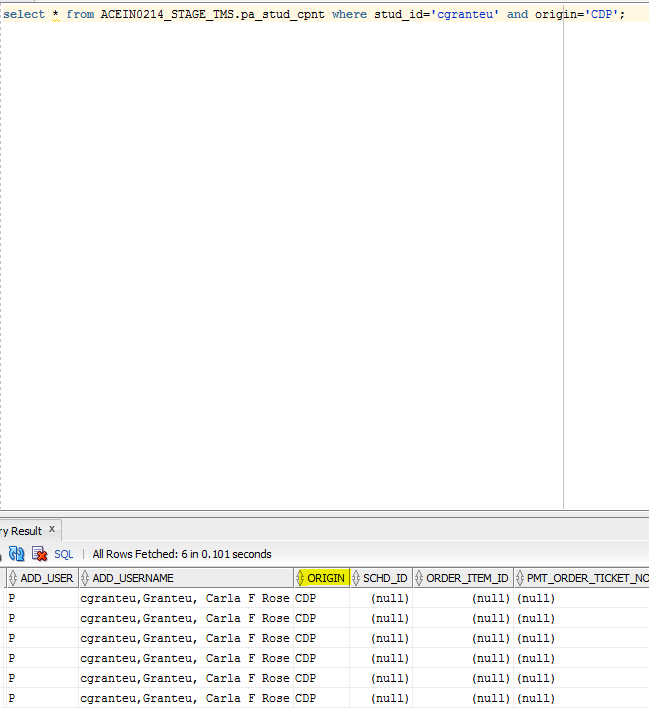 select * from ACEIN0214_STAGE_TMS.pa_stud_cpnt where stud_id='cgranteu' and origin='CDP';
ry Result x
SQL | All Rows Fetched: 6 in 0.101 seconds
ADD_USER ADD_USERNAME ORIGIN SCHD_ID ORDER_ITEM_ID PMT_ORDER_TICKET_NO
P cgranteu,Granteu, Carla F Rose CDP (null) (null) (null)
P cgranteu,Granteu, Carla F Rose CDP (null) (null) (null)
P cgranteu,Granteu, Carla F Rose CDP (null) (null) (null)
P cgranteu,Granteu, Carla F Rose CDP (null) (null) (null)
P cgranteu,Granteu, Carla F Rose CDP (null) (null) (null)
P cgranteu,Granteu, Carla F Rose CDP (null) (null) (null)